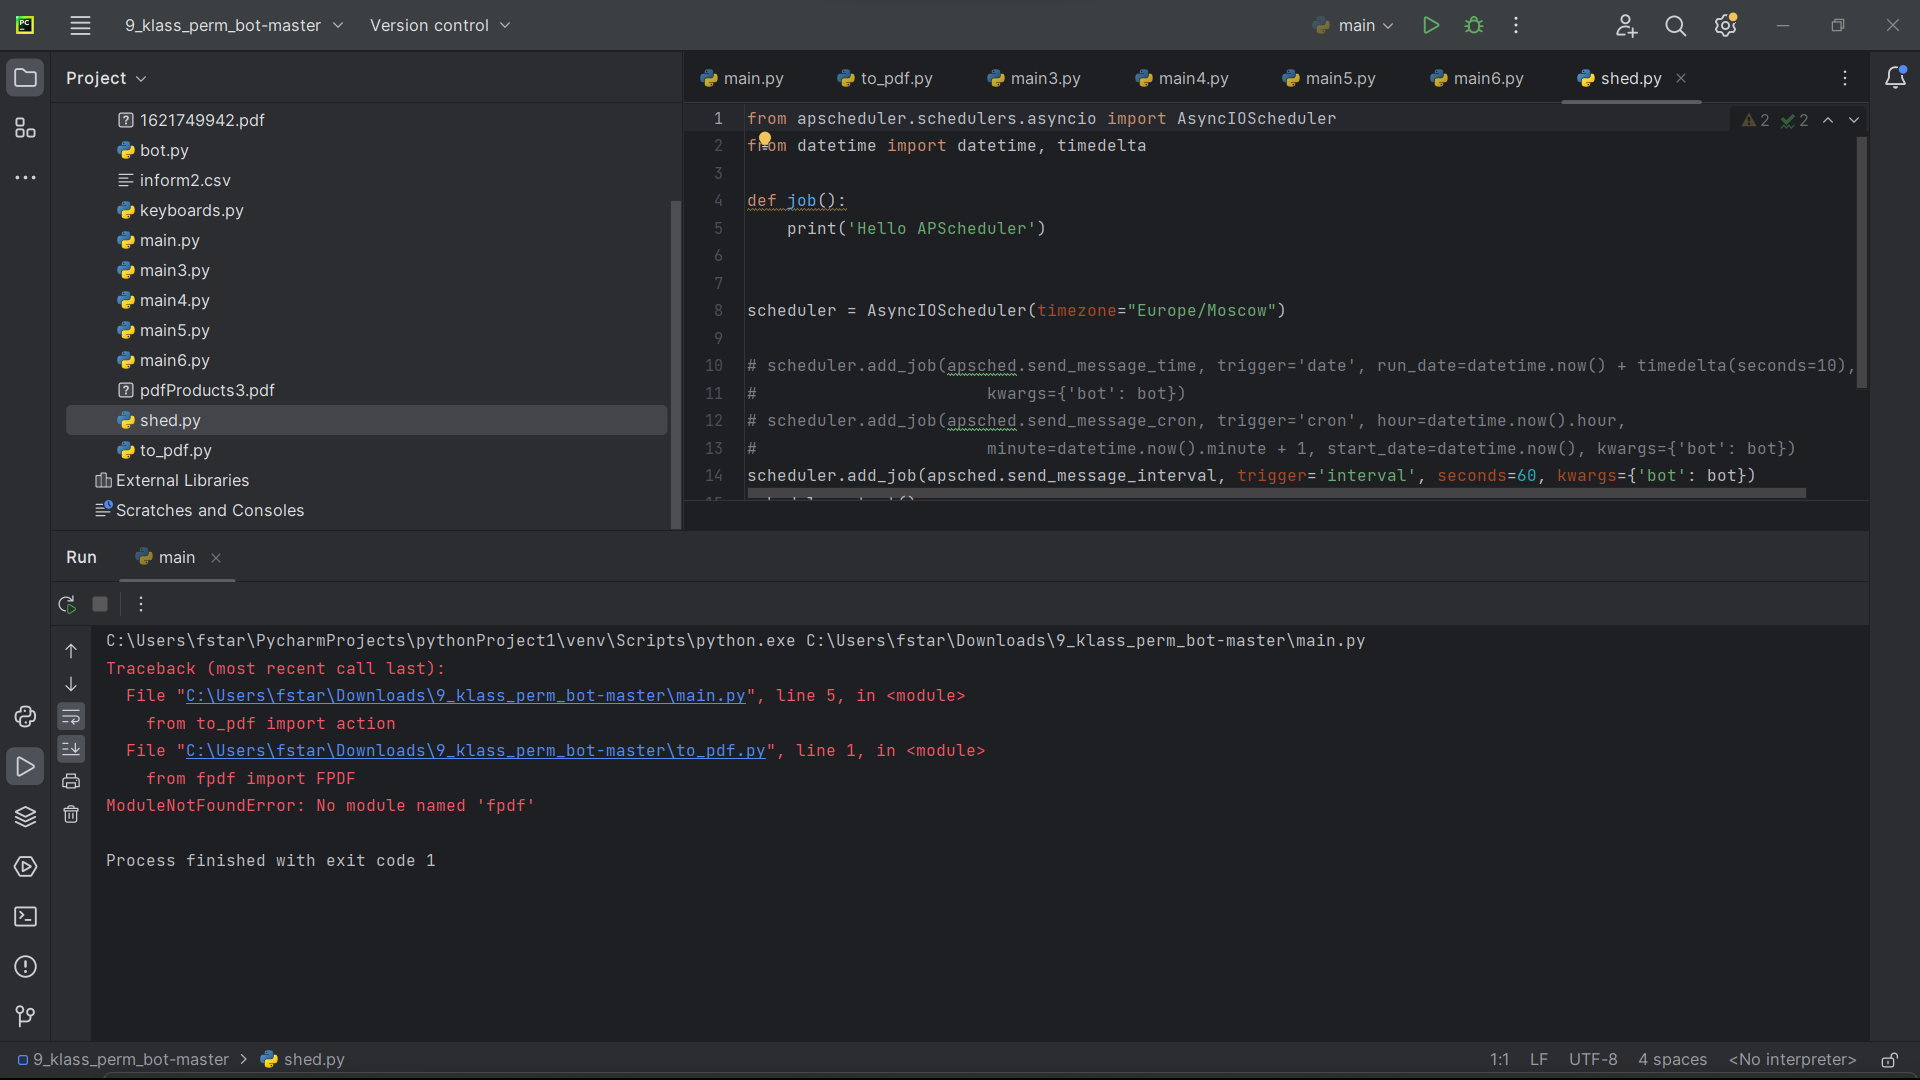 9_klass_perm_bot-master
Version control
main
Project
main.py
to_pdf.py
main3.py
main4.py
main5.py
main6.py
shed.py
1621749942.pdf
bot.py
inform2.csv
keyboards.py
main.py
main3.py
main4.py
main5.py
main6.py
pdfProducts3.pdf
shed.py
to_pdf.py
External Libraries
Scratches and Consoles
2 2
1 from apscheduler.schedulers.asyncio import AsyncIOScheduler
2 from datetime import datetime, timedelta
3
4 def job():
5 print('Hello APScheduler')
6
7
8 scheduler = AsyncIOScheduler(timezone="Europe/Moscow")
9
10 # scheduler.add_job(apsched.send_message_time, trigger='date', run_date=datetime.now() + timedelta(seconds=10),
11 # kwargs={'bot': bot})
12 # scheduler.add_job(apsched.send_message_cron, trigger='cron', hour=datetime.now().hour,
13 # minute=datetime.now().minute + 1, start_date=datetime.now(), kwargs={'bot': bot})
14 scheduler.add_job(apsched.send_message_interval, trigger='interval', seconds=60, kwargs={'bot': bot})
Run
main
C:\Users\fstar\PycharmProjects\pythonProject1\venv\Scripts\python.exe C:\Users\fstar\Downloads\9_klass_perm_bot-master\main.py
Traceback (most recent call last):
File "C:\Users\fstar\Downloads\9_klass_perm_bot-master\main.py", line 5, in <module>
from to_pdf import action
File "C:\Users\fstar\Downloads\9_klass_perm_bot-master\to_pdf.py", line 1, in <module>
from fpdf import FPDF
ModuleNotFoundError: No module named 'fpdf'
Process finished with exit code 1
9_klass_perm_bot-master > shed.py
1:1 LF UTF-8 4 spaces <No interpreter>